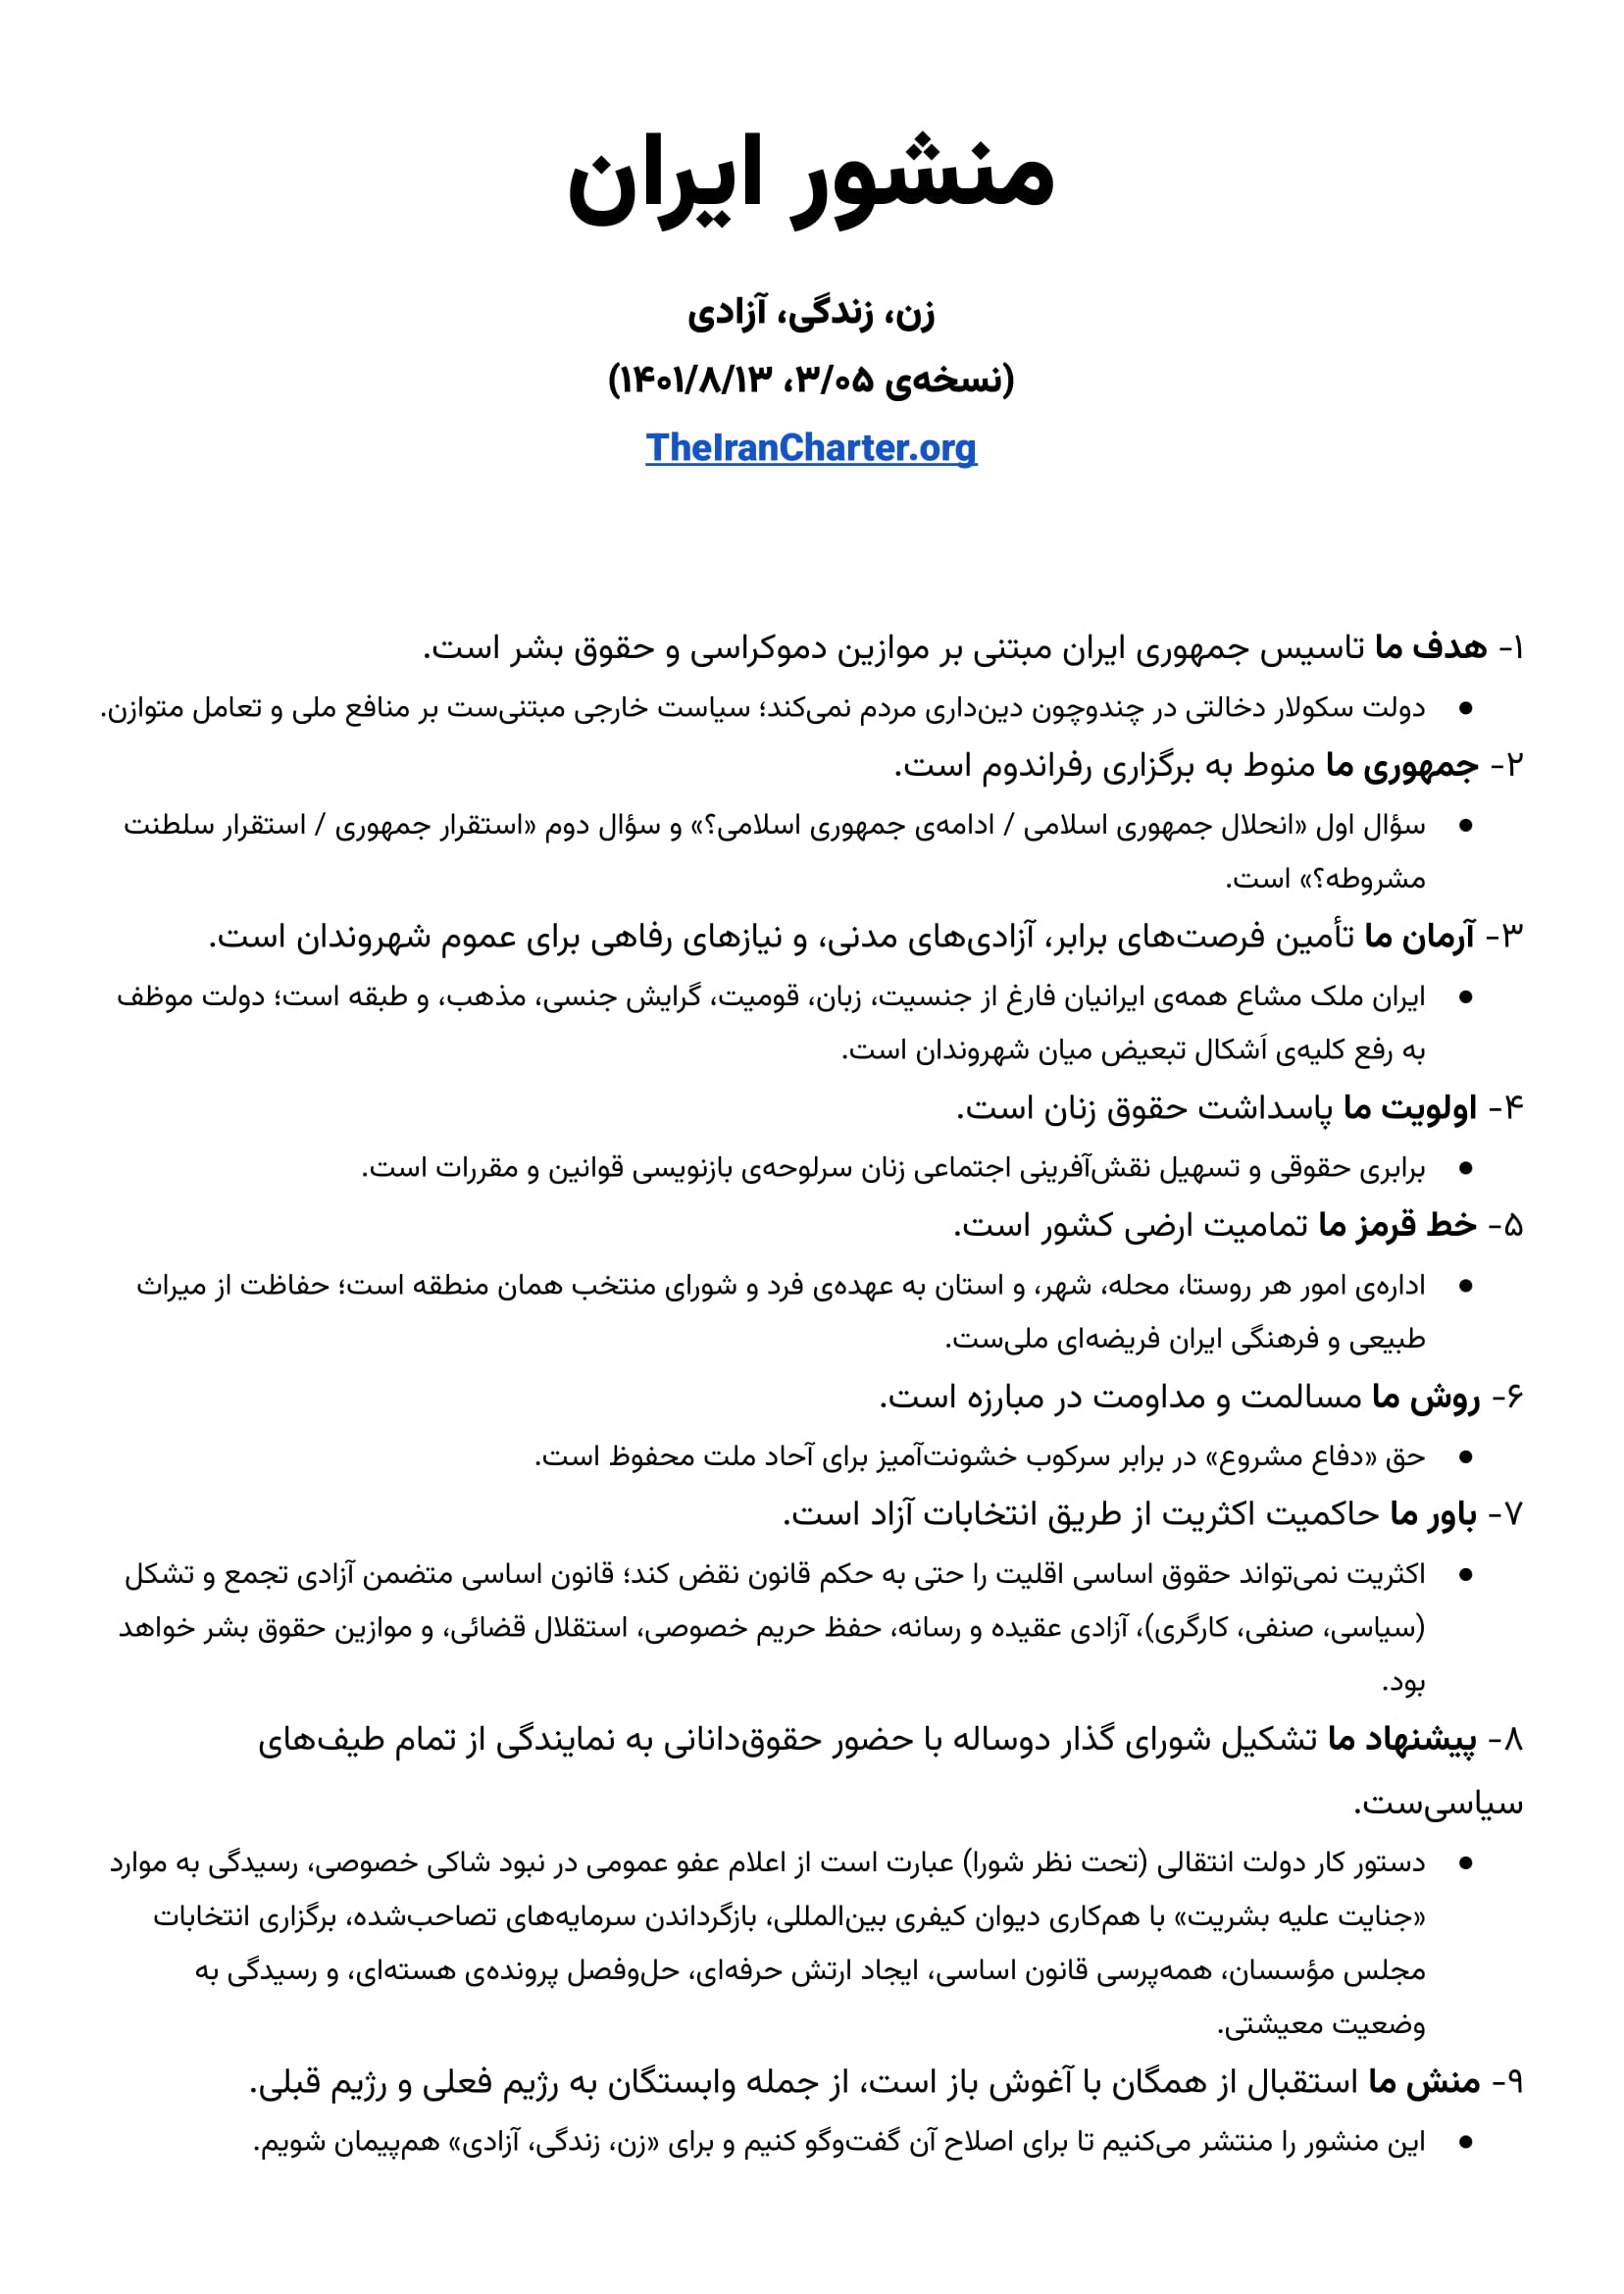 منشور ایران
زن، زندگی، آزادی
(نسخه‌ی ۳/۰۵، ۱۴۰۱/۸/۱۳)
TheIranCharter.org
۱- هدف ما تاسیس جمهوری ایران مبتنی بر موازین دموکراسی و حقوق بشر است.
● دولت سکولار دخالتی در چندوچون دین‌داری مردم نمی‌کند؛ سیاست خارجی مبتنی‌ست بر منافع ملی و تعامل متوازن.
۲- جمهوری ما منوط به برگزاری رفراندوم است.
● سؤال اول «انحلال جمهوری اسلامی / ادامه‌ی جمهوری اسلامی؟» و سؤال دوم «استقرار جمهوری / استقرار سلطنت
مشروطه؟» است.
۳- آرمان ما تأمین فرصت‌های برابر، آزادی‌های مدنی، و نیازهای رفاهی برای عموم شهروندان است.
● ایران ملک مشاع همه‌ی ایرانیان فارغ از جنسیت، زبان، قومیت، گرایش جنسی، مذهب، و طبقه است؛ دولت موظف
به رفع کلیه‌ی اَشکال تبعیض میان شهروندان است.
۴- اولویت ما پاسداشت حقوق زنان است.
● برابری حقوقی و تسهیل نقش‌آفرینی اجتماعی زنان سرلوحه‌ی بازنویسی قوانین و مقررات است.
۵- خط قرمز ما تمامیت ارضی کشور است.
● اداره‌ی امور هر روستا، محله، شهر، و استان به عهده‌ی فرد و شورای منتخب همان منطقه است؛ حفاظت از میراث
طبیعی و فرهنگی ایران فریضه‌ای ملی‌ست.
۶- روش ما مسالمت و مداومت در مبارزه است.
● حق «دفاع مشروع» در برابر سرکوب خشونت‌آمیز برای آحاد ملت محفوظ است.
۷- باور ما حاکمیت اکثریت از طریق انتخابات آزاد است.
● اکثریت نمی‌تواند حقوق اساسی اقلیت را حتی به حکم قانون نقض کند؛ قانون اساسی متضمن آزادی تجمع و تشکل
(سیاسی، صنفی، کارگری)، آزادی عقیده و رسانه، حفظ حریم خصوصی، استقلال قضائی، و موازین حقوق بشر خواهد
بود.
۸- پیشنهاد ما تشکیل شورای گذار دوساله با حضور حقوق‌دانانی به نمایندگی از تمام طیف‌های
سیاسی‌ست.
● دستور کار دولت انتقالی (تحت نظر شورا) عبارت است از اعلام عفو عمومی در نبود شاکی خصوصی، رسیدگی به موارد
«جنایت علیه بشریت» با هم‌کاری دیوان کیفری بین‌المللی، بازگرداندن سرمایه‌های تصاحب‌شده، برگزاری انتخابات
مجلس مؤسسان، همه‌پرسی قانون اساسی، ایجاد ارتش حرفه‌ای، حل‌وفصل پرونده‌ی هسته‌ای، و رسیدگی به
وضعیت معیشتی.
۹- منش ما استقبال از همگان با آغوش باز است، از جمله وابستگان به رژیم فعلی و رژیم قبلی.
● این منشور را منتشر می‌کنیم تا برای اصلاح آن گفت‌وگو کنیم و برای «زن، زندگی، آزادی» هم‌پیمان شویم.